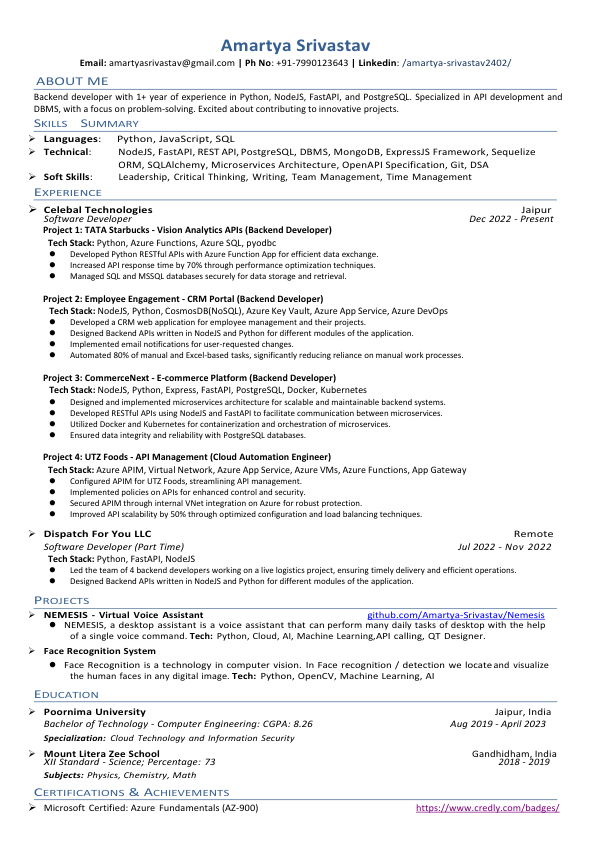 Amartya Srivastav
Email: amartyasrivastav@gmail.com | Ph No: +91-7990123643 | Linkedin: /amartya-srivastav2402/
ABOUT ME
Backend developer with 1+ year of experience in Python, NodeJS, FastAPI, and PostgreSQL. Specialized in API development and
DBMS, with a focus on problem-solving. Excited about contributing to innovative projects.
SKILLS SUMMARY
➢ Languages: Python, JavaScript, SQL
➢ Technical: NodeJS, FastAPI, REST API, PostgreSQL, DBMS, MongoDB, ExpressJS Framework, Sequelize
ORM, SQLAlchemy, Microservices Architecture, OpenAPI Specification, Git, DSA
➢ Soft Skills: Leadership, Critical Thinking, Writing, Team Management, Time Management
EXPERIENCE
➢ Celebal Technologies Jaipur
Software Developer Dec 2022 - Present
Project 1: TATA Starbucks - Vision Analytics APIs (Backend Developer)
Tech Stack: Python, Azure Functions, Azure SQL, pyodbc
● Developed Python RESTful APIs with Azure Function App for efficient data exchange.
● Increased API response time by 70% through performance optimization techniques.
● Managed SQL and MSSQL databases securely for data storage and retrieval.
Project 2: Employee Engagement - CRM Portal (Backend Developer)
Tech Stack: NodeJS, Python, CosmosDB(NoSQL), Azure Key Vault, Azure App Service, Azure DevOps
● Developed a CRM web application for employee management and their projects.
● Designed Backend APIs written in NodeJS and Python for different modules of the application.
● Implemented email notifications for user-requested changes.
● Automated 80% of manual and Excel-based tasks, significantly reducing reliance on manual work processes.
Project 3: CommerceNext - E-commerce Platform (Backend Developer)
Tech Stack: NodeJS, Python, Express, FastAPI, PostgreSQL, Docker, Kubernetes
● Designed and implemented microservices architecture for scalable and maintainable backend systems.
● Developed RESTful APIs using NodeJS and FastAPI to facilitate communication between microservices.
● Utilized Docker and Kubernetes for containerization and orchestration of microservices.
● Ensured data integrity and reliability with PostgreSQL databases.
Project 4: UTZ Foods - API Management (Cloud Automation Engineer)
Tech Stack: Azure APIM, Virtual Network, Azure App Service, Azure VMs, Azure Functions, App Gateway
● Configured APIM for UTZ Foods, streamlining API management.
● Implemented policies on APIs for enhanced control and security.
● Secured APIM through internal VNet integration on Azure for robust protection.
● Improved API scalability by 50% through optimized configuration and load balancing techniques.
➢ Dispatch For You LLC Remote
Software Developer (Part Time) Jul 2022 - Nov 2022
Tech Stack: Python, FastAPI, NodeJS
● Led the team of 4 backend developers working on a live logistics project, ensuring timely delivery and efficient operations.
● Designed Backend APIs written in NodeJS and Python for different modules of the application.
PROJECTS
➢ NEMESIS - Virtual Voice Assistant github.com/Amartya-Srivastav/Nemesis
● NEMESIS, a desktop assistant is a voice assistant that can perform many daily tasks of desktop with the help
of a single voice command. Tech: Python, Cloud, AI, Machine Learning,API calling, QT Designer.
➢ Face Recognition System
● Face Recognition is a technology in computer vision. In Face recognition / detection we locate and visualize
the human faces in any digital image. Tech: Python, OpenCV, Machine Learning, AI
EDUCATION
➢ Poornima University Jaipur, India
Bachelor of Technology - Computer Engineering: CGPA: 8.26 Aug 2019 - April 2023
Specialization: Cloud Technology and Information Security
➢ Mount Litera Zee School Gandhidham, India
XII Standard - Science; Percentage: 73 2018 - 2019
Subjects: Physics, Chemistry, Math
CERTIFICATIONS & ACHIEVEMENTS
➢ Microsoft Certified: Azure Fundamentals (AZ-900) https://www.credly.com/badges/